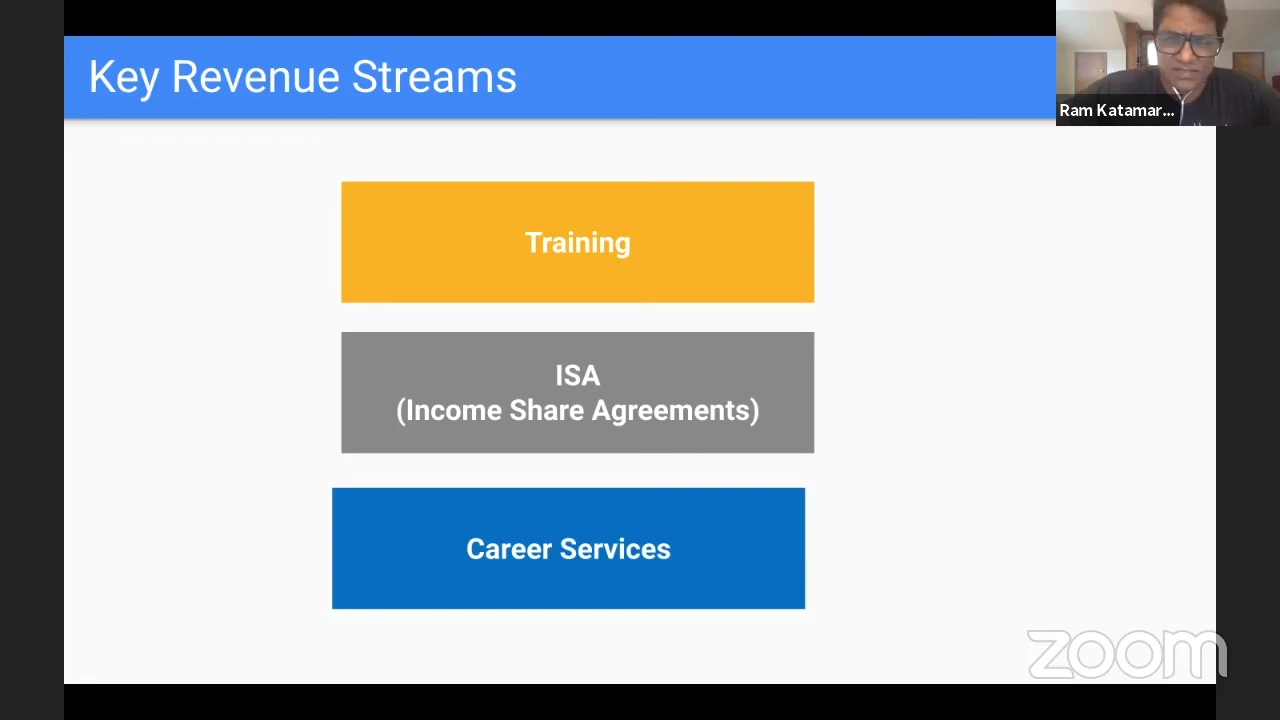 Key Revenue Streams
Ram Katamar...
Training
ISA
(Income Share Agreements)
Career Services
zoom